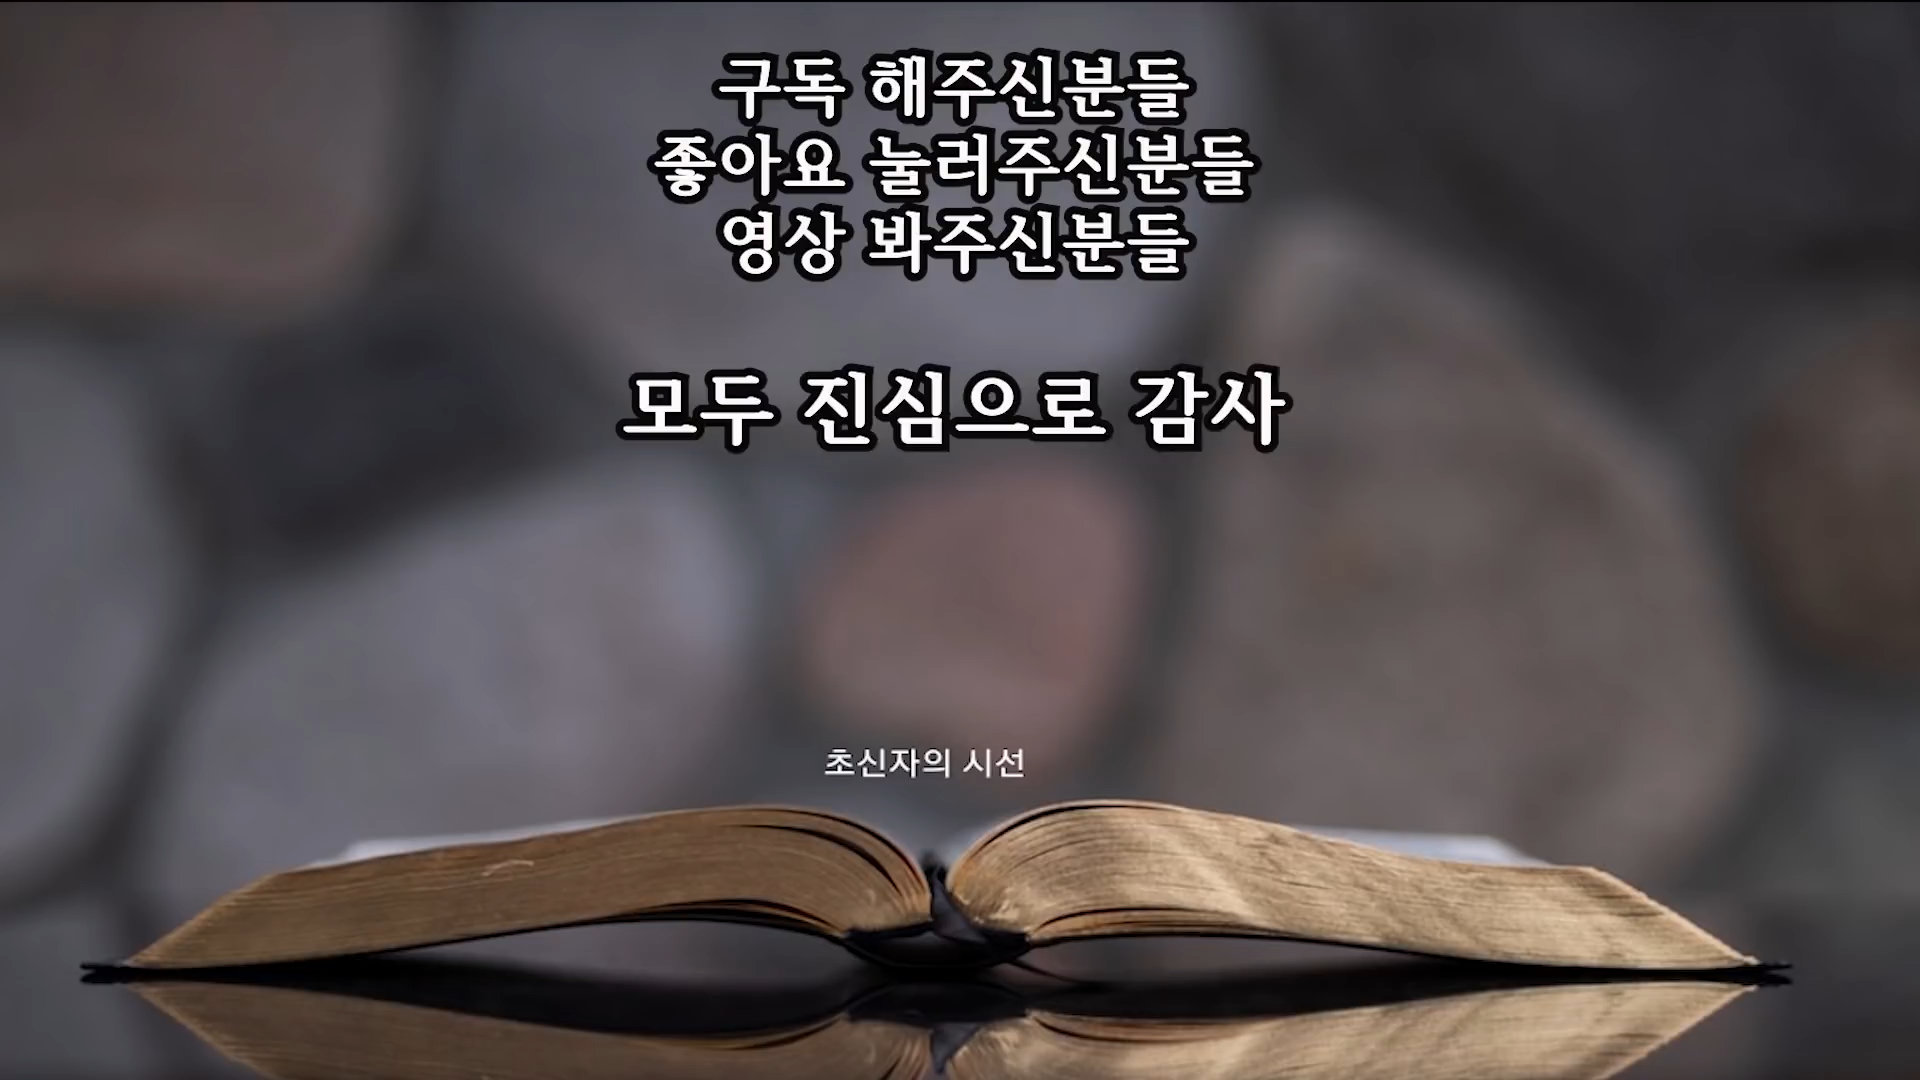 구독 해주신분들
좋아요 눌러주신분들
영상 봐주신분들
모두 진심으로 감사
초신자의 시선